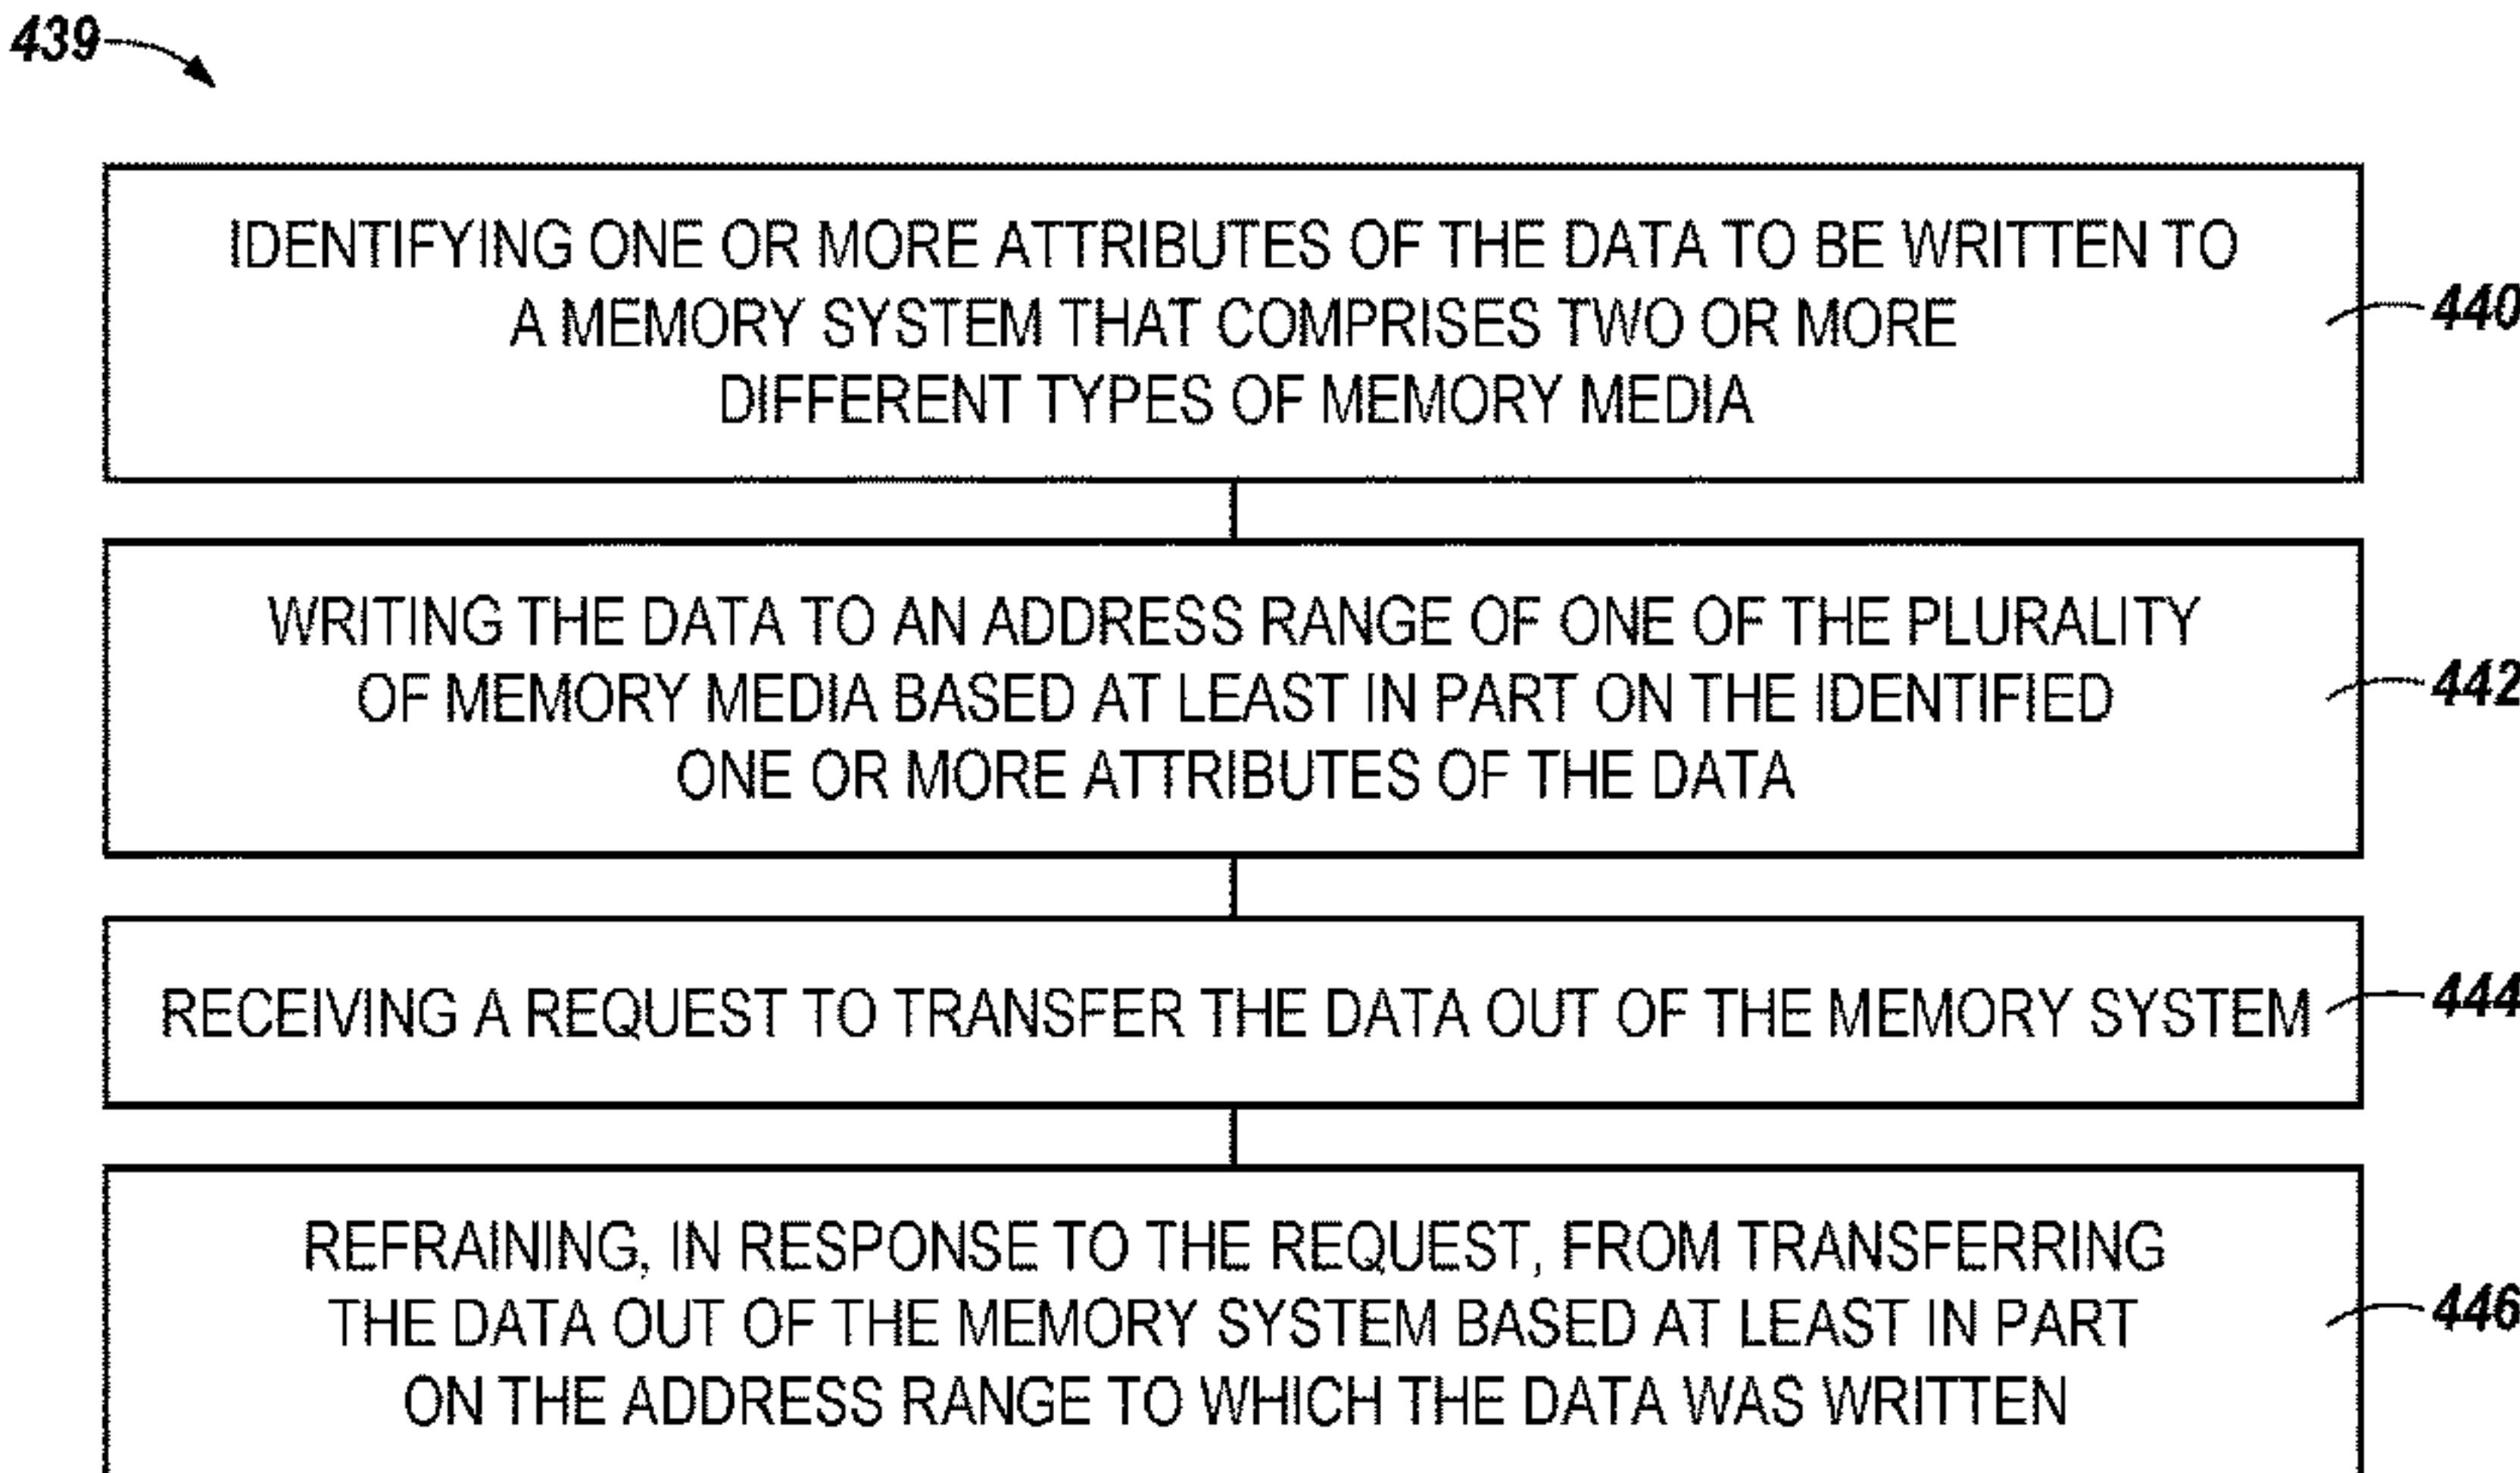 439
IDENTIFYING ONE OR MORE ATTRIBUTES OF THE DATA TO BE WRITTEN TO
A MEMORY SYSTEM THAT COMPRISES TWO OR MORE
DIFFERENT TYPES OF MEMORY MEDIA
440
WRITING THE DATA TO AN ADDRESS RANGE OF ONE OF THE PLURALITY
OF MEMORY MEDIA BASED AT LEAST IN PART ON THE IDENTIFIED
ONE OR MORE ATTRIBUTES OF THE DATA
442
RECEIVING A REQUEST TO TRANSFER THE DATA OUT OF THE MEMORY SYSTEM
444
REFRAINING, IN RESPONSE TO THE REQUEST, FROM TRANSFERRING
THE DATA OUT OF THE MEMORY SYSTEM BASED AT LEAST IN PART
ON THE ADDRESS RANGE TO WHICH THE DATA WAS WRITTEN
446